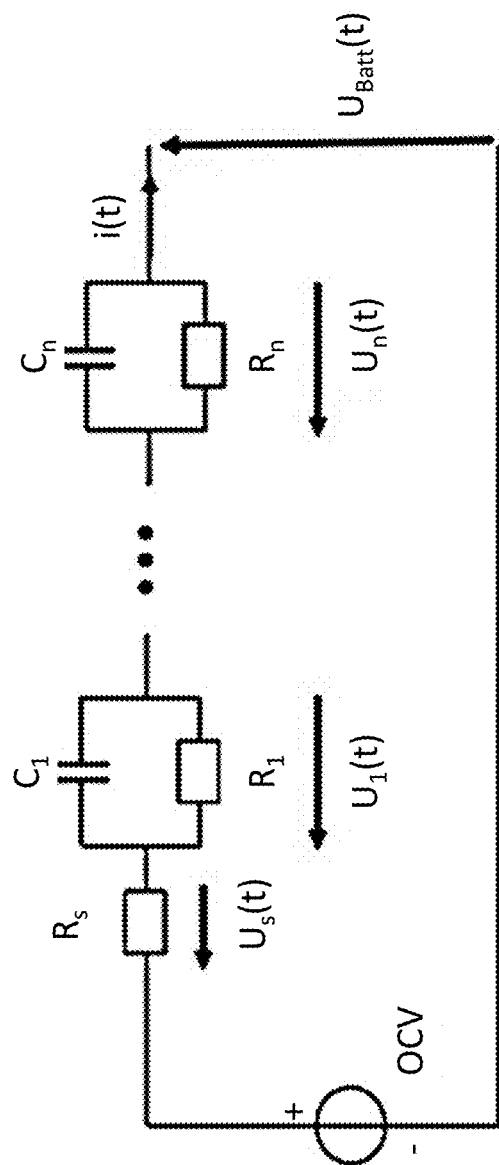 +
-
OCV
R_s
U_s(t)
C_1
R_1
U_1(t)
C_n
R_n
U_n(t)
i(t)
U_Batt(t)